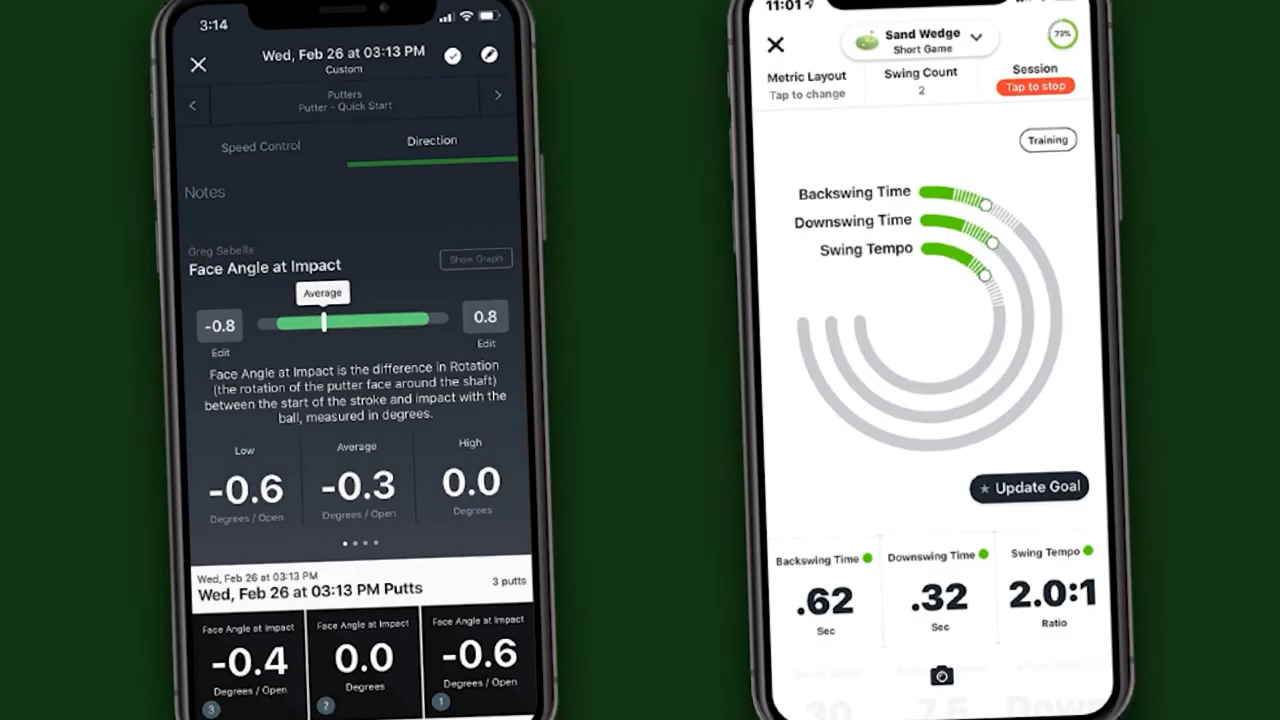 3:14
Wed, Feb 26 at 03:13 PM
Custom
Putters
Putter - Quick Start
Speed Control
Direction
Notes
Greg Sabella
Face Angle at Impact
Show Graph
Average
-0.8
0.8
Edit
Edit
Face Angle at Impact is the difference in Rotation
(the rotation of the putter face around the shaft)
between the start of the stroke and impact with the
ball, measured in degrees.
Low
Average
High
-0.6
-0.3
0.0
Degrees / Open
Degrees / Open
Degrees
Wed, Feb 26 at 03:13 PM
Wed, Feb 26 at 03:13 PM Putts
3 putts
Face Angle at Impact
Face Angle at Impact
Face Angle at Impact
-0.4
0.0
-0.6
Degrees / Open
Degrees
Degrees / Open
3
2
1
11:01
Sand Wedge
Short Game
73%
Metric Layout
Tap to change
Swing Count
2
Session
Tap to stop
Training
Backswing Time
Downswing Time
Swing Tempo
Update Goal
Backswing Time
Downswing Time
Swing Tempo
.62
.32
2.0:1
Sec
Sec
Ratio
30
7.5
Down